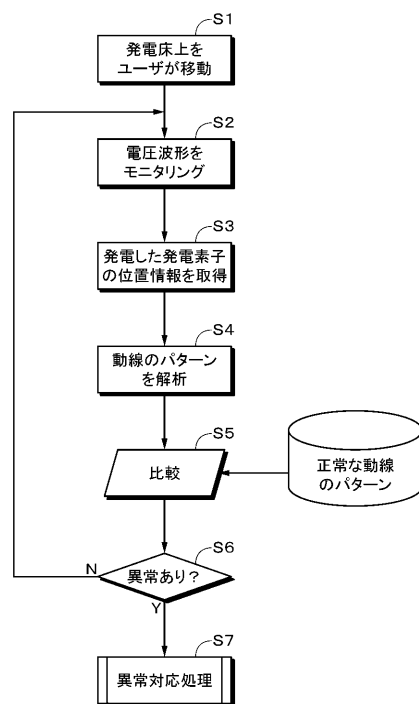 S1
発電床上を
ユーザが移動
S2
電圧波形を
モニタリング
S3
発電した発電素子
の位置情報を取得
S4
動線のパターン
を解析
S5
比較
正常な動線
のパターン
S6
異常あり？
N
Y
S7
異常対応処理